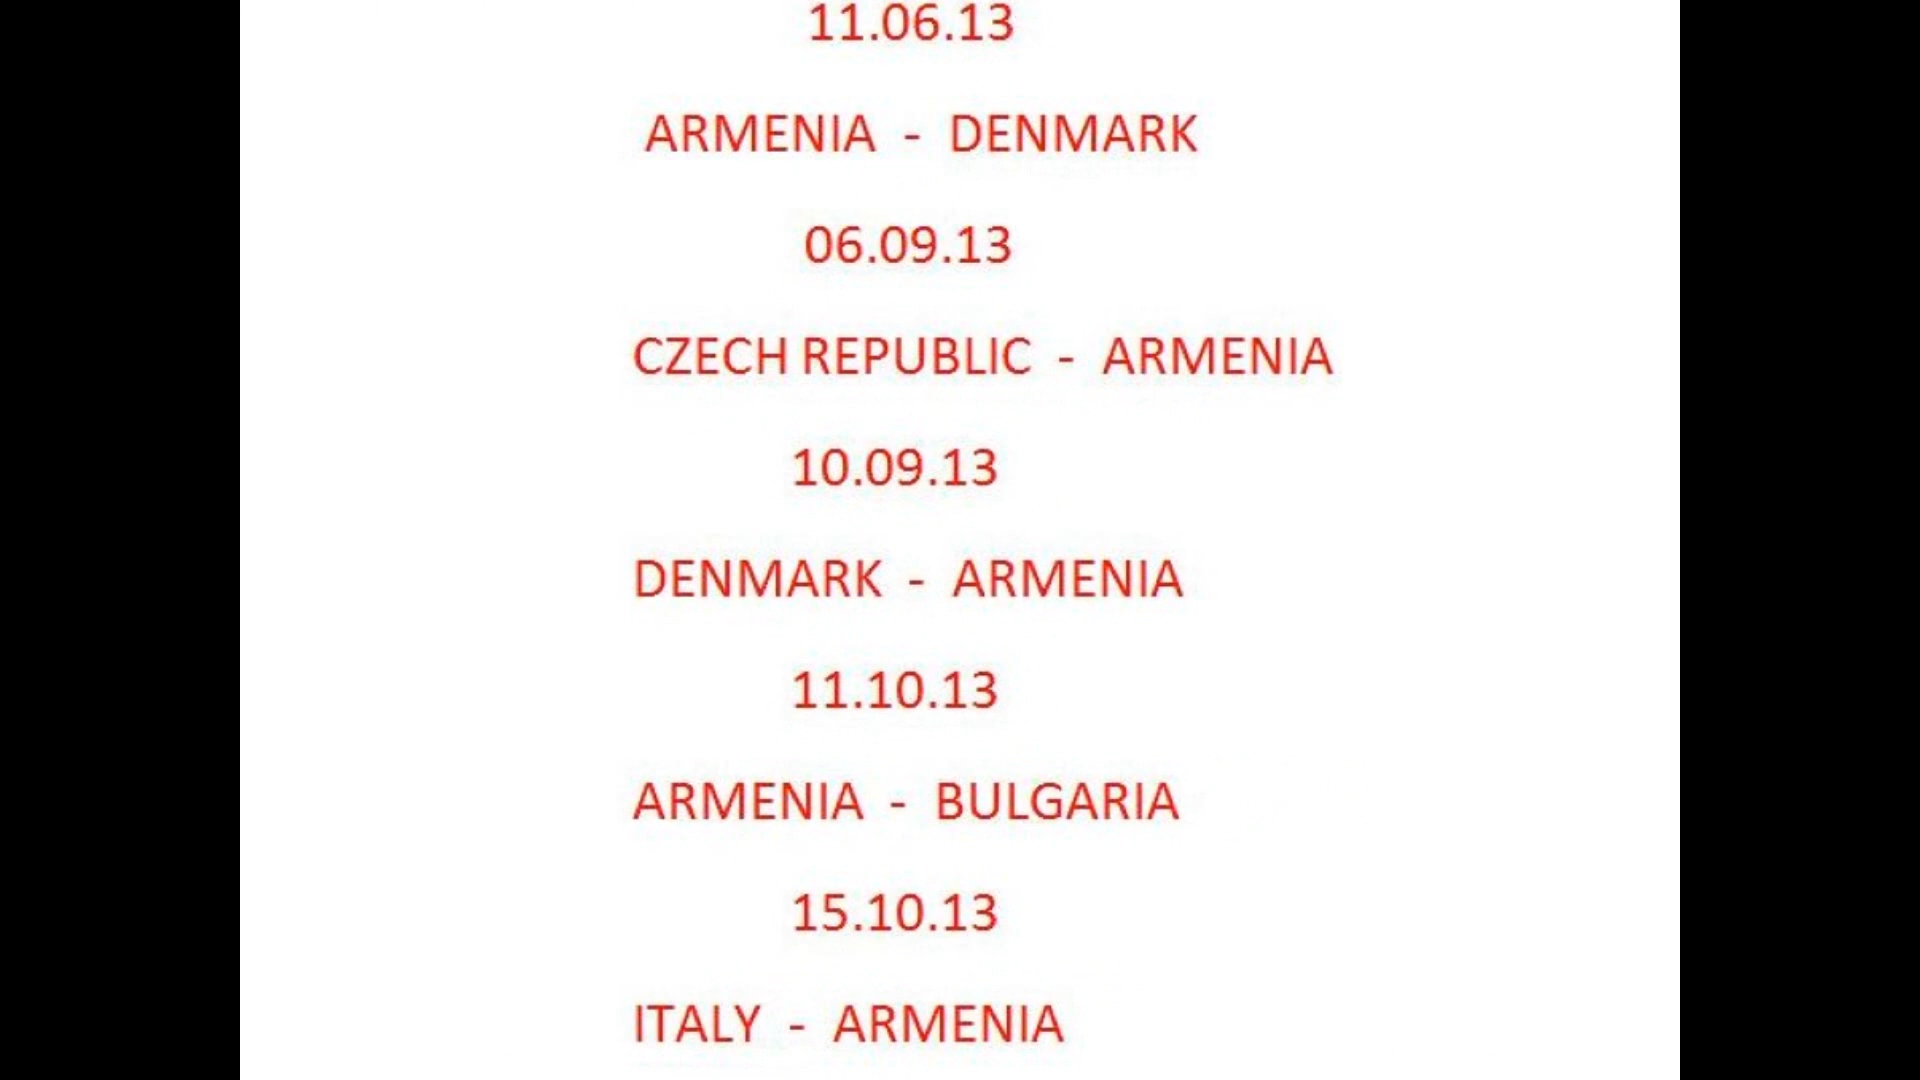 11.06.13
ARMENIA - DENMARK
06.09.13
CZECH REPUBLIC - ARMENIA
10.09.13
DENMARK - ARMENIA
11.10.13
ARMENIA - BULGARIA
15.10.13
ITALY - ARMENIA